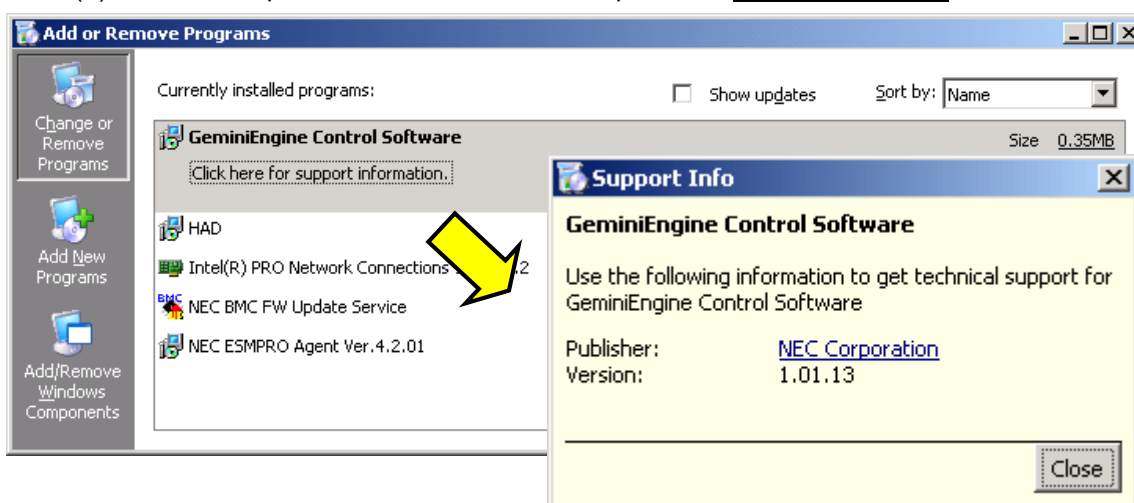 Add or Remove Programs
Change or
Remove
Programs
Add New
Programs
Add/Remove
Windows
Components
Currently installed programs:
Show updates
Sort by: Name
GeminiEngine Control Software
Size 0.35MB
Click here for support information.
HAD
Intel(R) PRO Network Connections
2
BMC
NEC BMC FW Update Service
NEC ESMPRO Agent Ver.4.2.01
Support Info
GeminiEngine Control Software
Use the following information to get technical support for
GeminiEngine Control Software
Publisher: NEC Corporation
Version: 1.01.13
Close